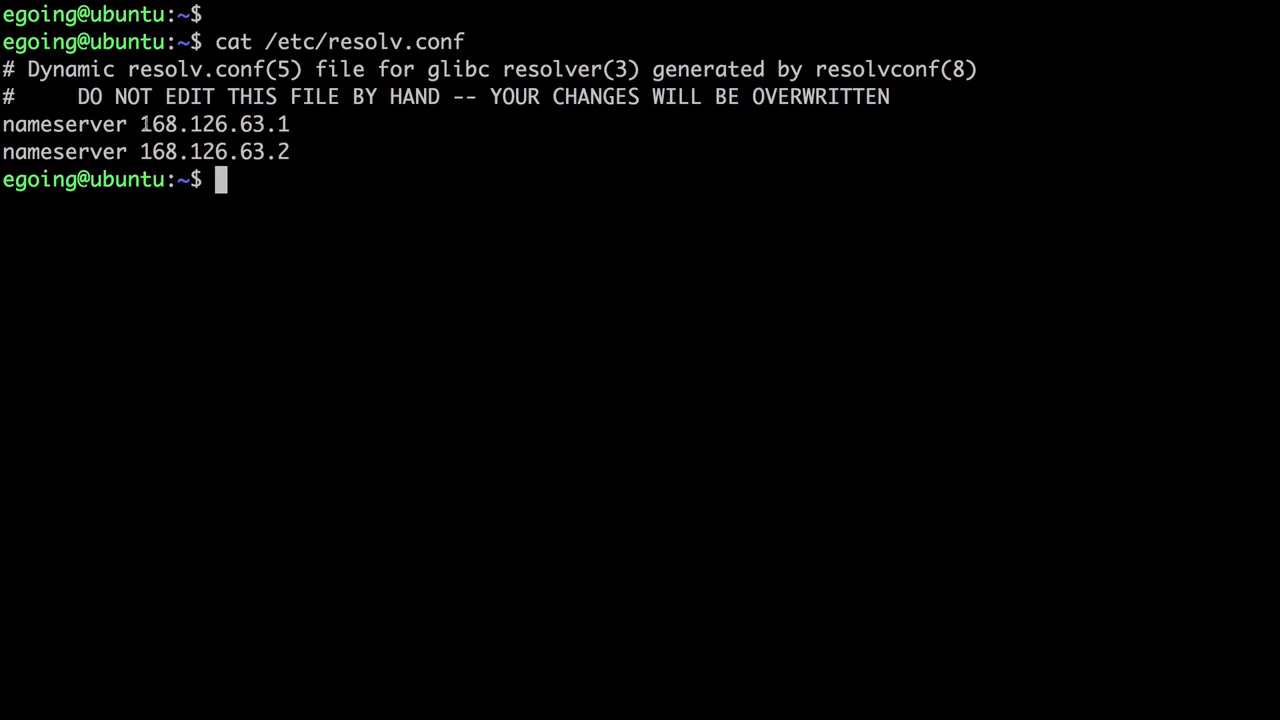 egoing@ubuntu:~$
egoing@ubuntu:~$ cat /etc/resolv.conf
# Dynamic resolv.conf(5) file for glibc resolver(3) generated by resolvconf(8)
#     DO NOT EDIT THIS FILE BY HAND -- YOUR CHANGES WILL BE OVERWRITTEN
nameserver 168.126.63.1
nameserver 168.126.63.2
egoing@ubuntu:~$